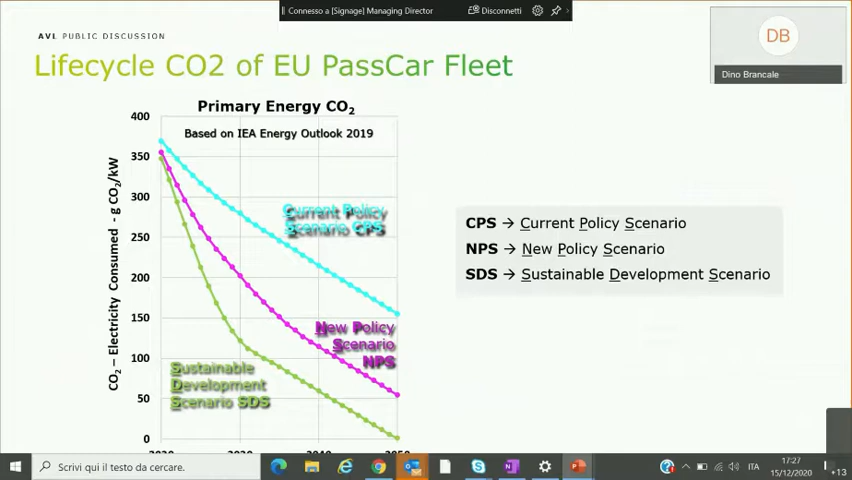 Connesso a [Signage] Managing Director
Disconnetti
AVL PUBLIC DISCUSSION
Lifecycle CO2 of EU PassCar Fleet
DB
Dino Brancale
Primary Energy CO2
Based on IEA Energy Outlook 2019
CO2 – Electricity Consumed - g CO2/kW
400
350
300
250
200
150
100
50
0
Current Policy
Scenario CPS
New Policy
Scenario
NPS
Sustainable
Development
Scenario SDS
CPS → Current Policy Scenario
NPS → New Policy Scenario
SDS → Sustainable Development Scenario
Scrivi qui il testo da cercare.
ITA
17:27
15/12/2020
+13